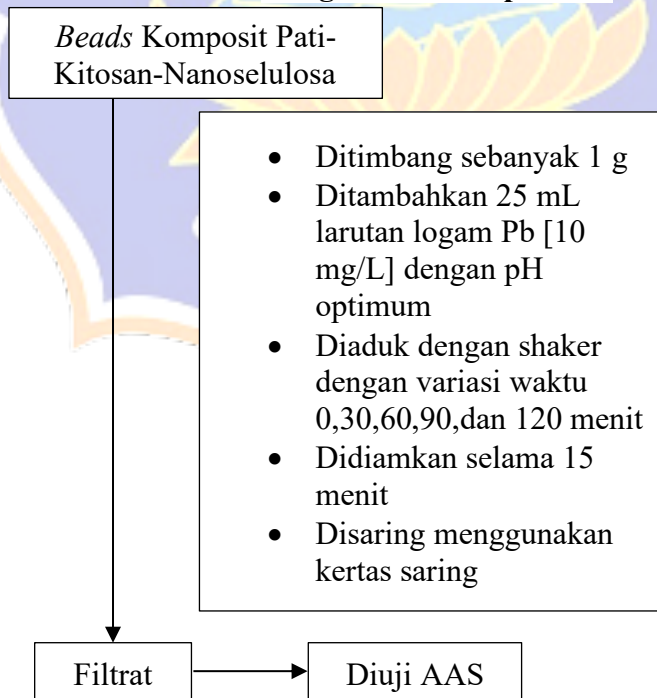 Beads Komposit Pati-
Kitosan-Nanoselulosa
• Ditimbang sebanyak 1 g
• Ditambahkan 25 mL
larutan logam Pb [10
mg/L] dengan pH
optimum
• Diaduk dengan shaker
dengan variasi waktu
0,30,60,90,dan 120 menit
• Didiamkan selama 15
menit
• Disaring menggunakan
kertas saring
Filtrat
Diuji AAS